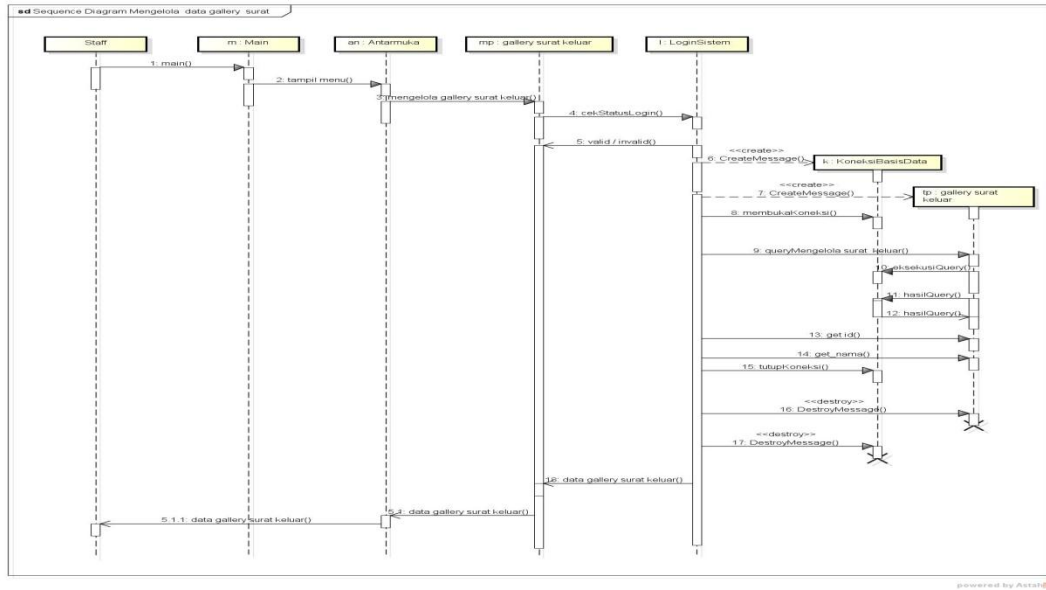 sd Sequence Diagram Mengelola data gallery surat
Staff
m : Main
an : Antarmuka
mp : gallery surat keluar
l : LoginSistem
1: main()
2: tampil menu()
3: mengelola gallery surat keluar()
4: cekStatusLogin()
5: valid / invalid()
<<create>>
6: CreateMessage()
k : KoneksiBasisData
<<create>>
7: CreateMessage()
tp : gallery surat
keluar
8: membukaKoneksi()
9: queryMengelola surat keluar()
10: eksekusiQuery()
11: hasilQuery()
12: hasilQuery()
13: get id()
14: get_nama()
15: tutupKoneksi()
<<destroy>>
16: DestroyMessage()
<<destroy>>
17: DestroyMessage()
18: data gallery surat keluar()
5.1: data gallery surat keluar()
5.1.1: data gallery surat keluar()
powered by Astah